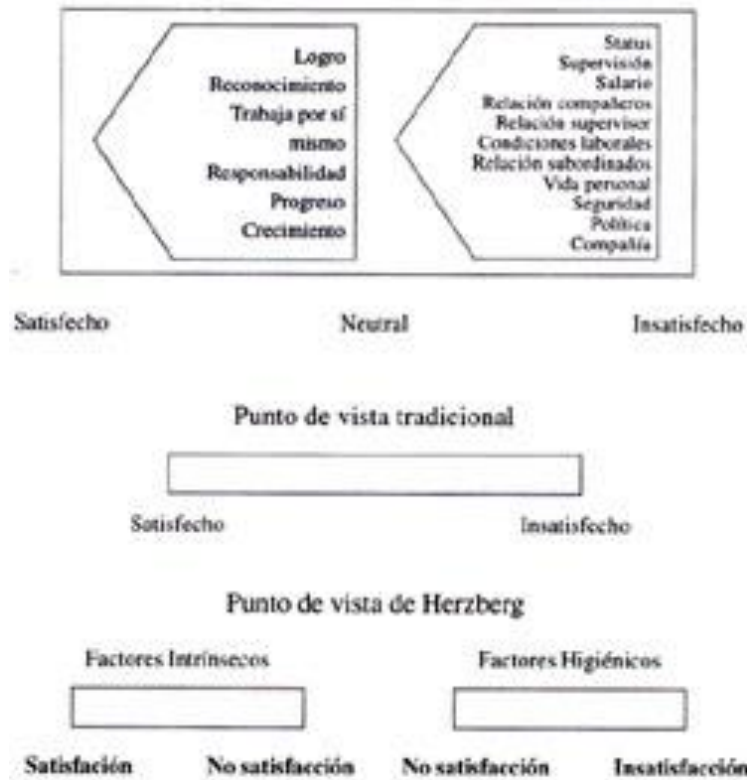 Logro
Reconocimiento
Trabaja por sí
mismo
Responsabilidad
Progreso
Crecimiento
Status
Supervisión
Salario
Relación compañeros
Relación supervisor
Condiciones laborales
Relación subordinados
Vida personal
Seguridad
Política
Compañía
Satisfecho Neutral Insatisfecho
Punto de vista tradicional
Satisfecho Insatisfecho
Punto de vista de Herzberg
Factores Intrínsecos Factores Higiénicos
Satisfación No satisfacción No satisfacción Insatisfacción